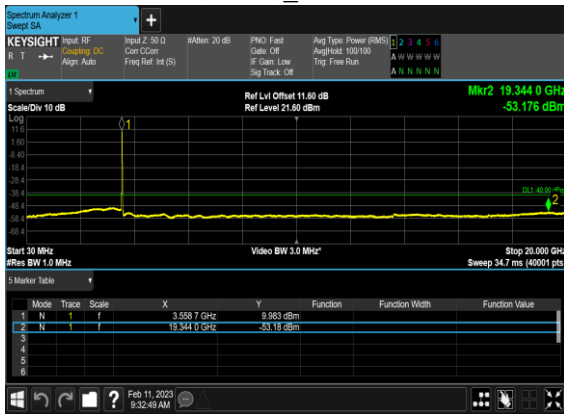 Spectrum Analyzer 1
Swept SA
KEYSIGHT Input: RF Input Z: 50 Ω #Atten: 20 dB PNO: Fast Avg Type: Power (RMS) 1 2 3 4 5 6
R T Coupling: DC Corr CCorr Gate: Off Avg|Hold: 100/100 A W W W W W
Align: Auto Freq Ref: Int (S) IF Gain: Low Trig: Free Run
LW Sig Track: Off A N N N N N
1 Spectrum Ref Lvl Offset 11.60 dB Mkr2 19.344 0 GHz
Scale/Div 10 dB Ref Level 21.60 dBm -53.176 dBm
Log
11.6 1
1.60
-8.40
-18.4
-28.4
-38.4 DL1 -40.00 dBm
-48.4 2
-58.4
-68.4
Start 30 MHz Video BW 3.0 MHz* Stop 20.000 GHz
#Res BW 1.0 MHz Sweep 34.7 ms (40001 pts)
5 Marker Table
Mode Trace Scale X Y Function Function Width Function Value
1 N 1 f 3.558 7 GHz 9.983 dBm
2 N 1 f 19.344 0 GHz -53.18 dBm
3
4
5
6
? Feb 11, 2023
9:32:49 AM